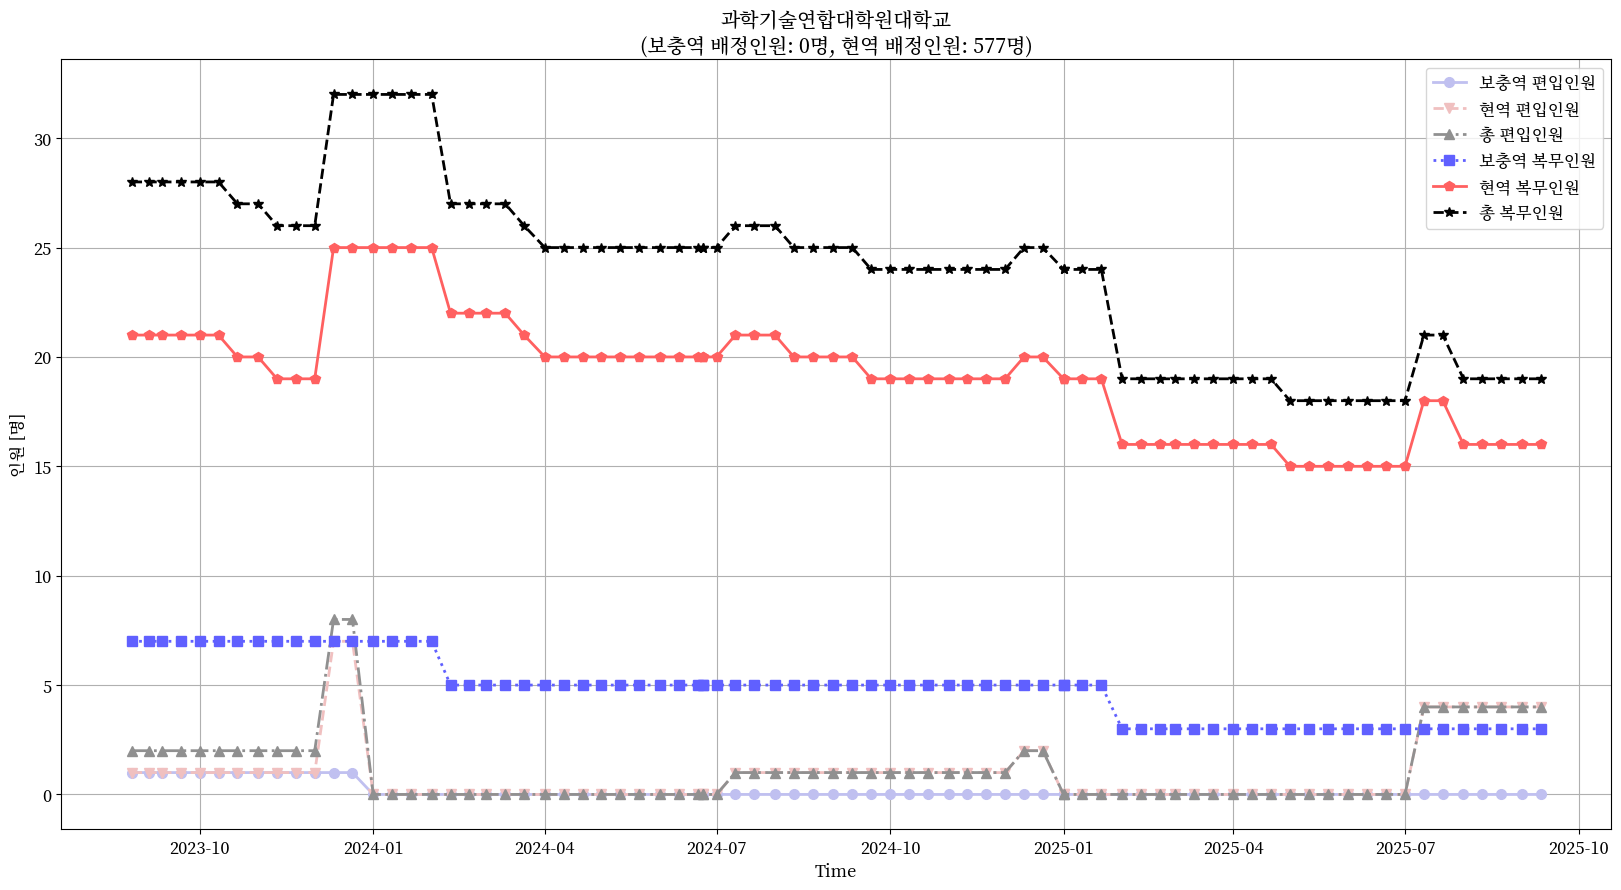 과학기술연합대학원대학교
(보충역 배정인원: 0명, 현역 배정인원: 577명)
보충역 편입인원
현역 편입인원
총 편입인원
보충역 복무인원
현역 복무인원
총 복무인원
인원 [명]
30
25
20
15
10
5
0
2023-10
2024-01
2024-04
2024-07
2024-10
2025-01
2025-04
2025-07
2025-10
Time